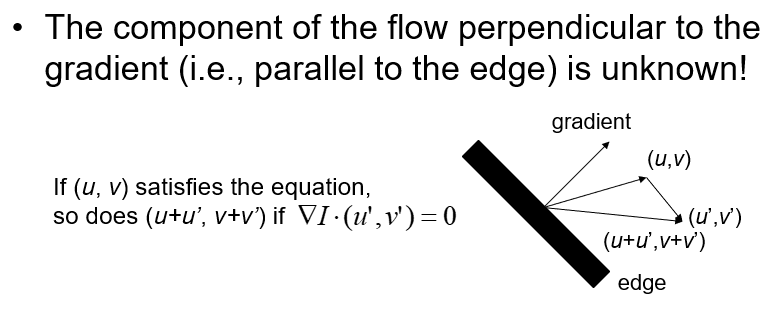 • The component of the flow perpendicular to the
gradient (i.e., parallel to the edge) is unknown!
gradient
(u,v)
If (u, v) satisfies the equation,
so does (u+u’, v+v’) if ∇I·(u',v')=0
(u’,v’)
(u+u’,v+v’)
edge